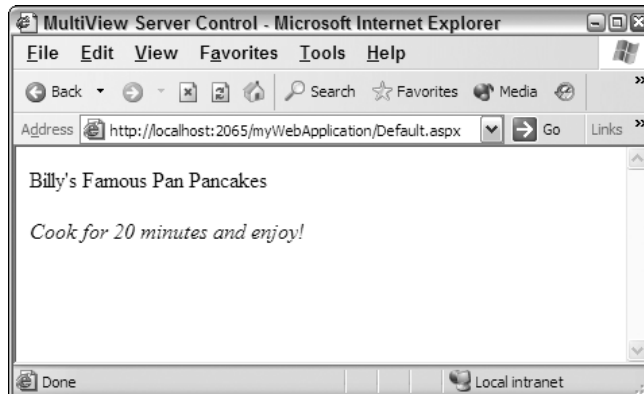 MultiView Server Control - Microsoft Internet Explorer
File Edit View Favorites Tools Help
Back Search Favorites Media »
Address http://localhost:2065/myWebApplication/Default.aspx Go Links »
Billy's Famous Pan Pancakes
Cook for 20 minutes and enjoy!
Done Local intranet